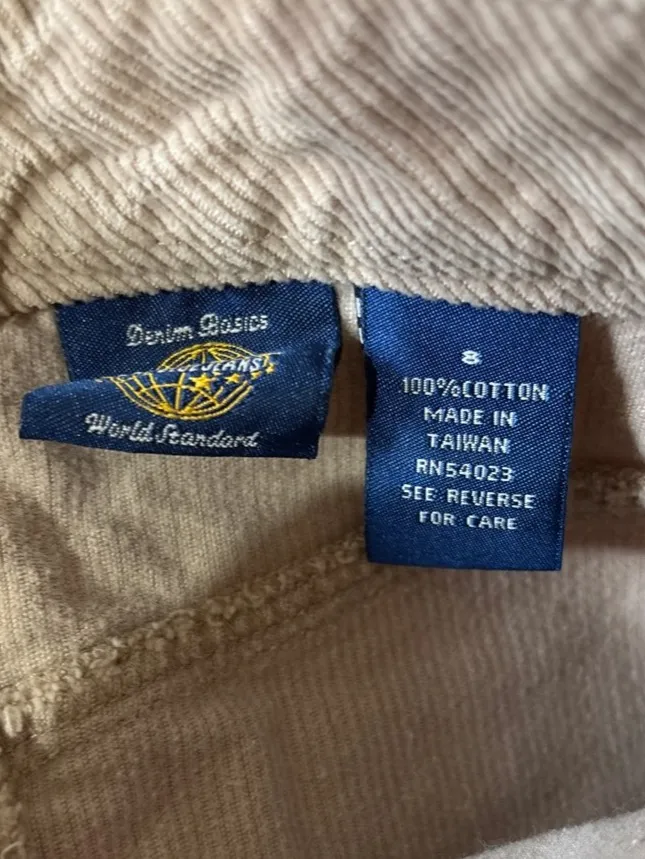 Denim Basics
World Standard
8
100%COTTON
MADE IN
TAIWAN
RN54023
SEE REVERSE
FOR CARE